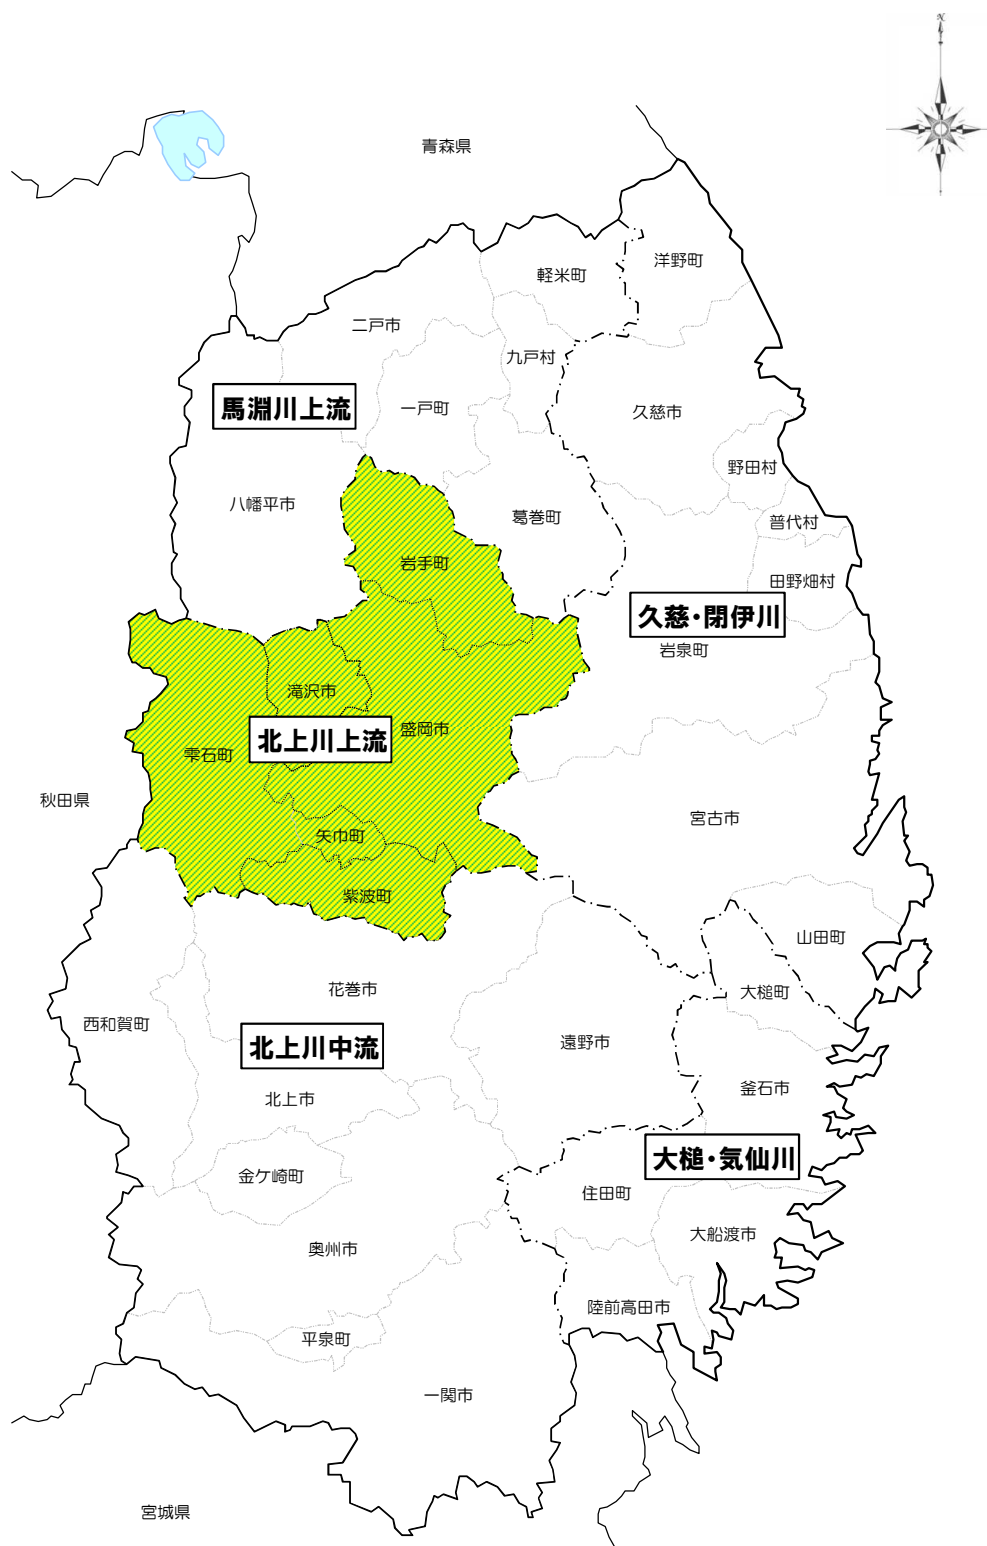 N
青森県
洋野町
軽米町
二戸市
九戸村
一戸町
馬淵川上流
久慈市
野田村
八幡平市
葛巻町
普代村
岩手町
田野畑村
久慈・閉伊川
岩泉町
滝沢市
盛岡市
北上川上流
雫石町
秋田県
宮古市
矢巾町
紫波町
山田町
花巻市
大槌町
西和賀町
遠野市
北上川中流
釜石市
北上市
大槌・気仙川
金ケ崎町
住田町
大船渡市
奥州市
陸前高田市
平泉町
一関市
宮城県